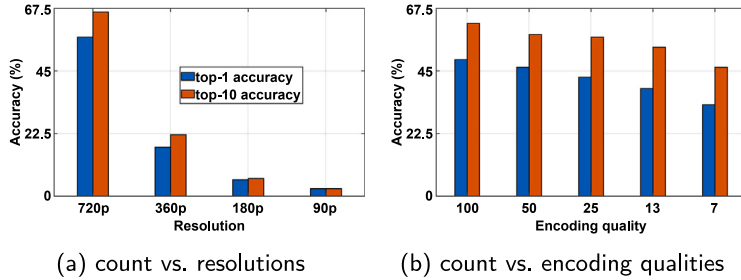 67.5
45
22.5
0
Accuracy (%)
top-1 accuracy
top-10 accuracy
720p 360p 180p 90p
Resolution
(a) count vs. resolutions
67.5
45
22.5
0
Accuracy (%)
100 50 25 13 7
Encoding quality
(b) count vs. encoding qualities